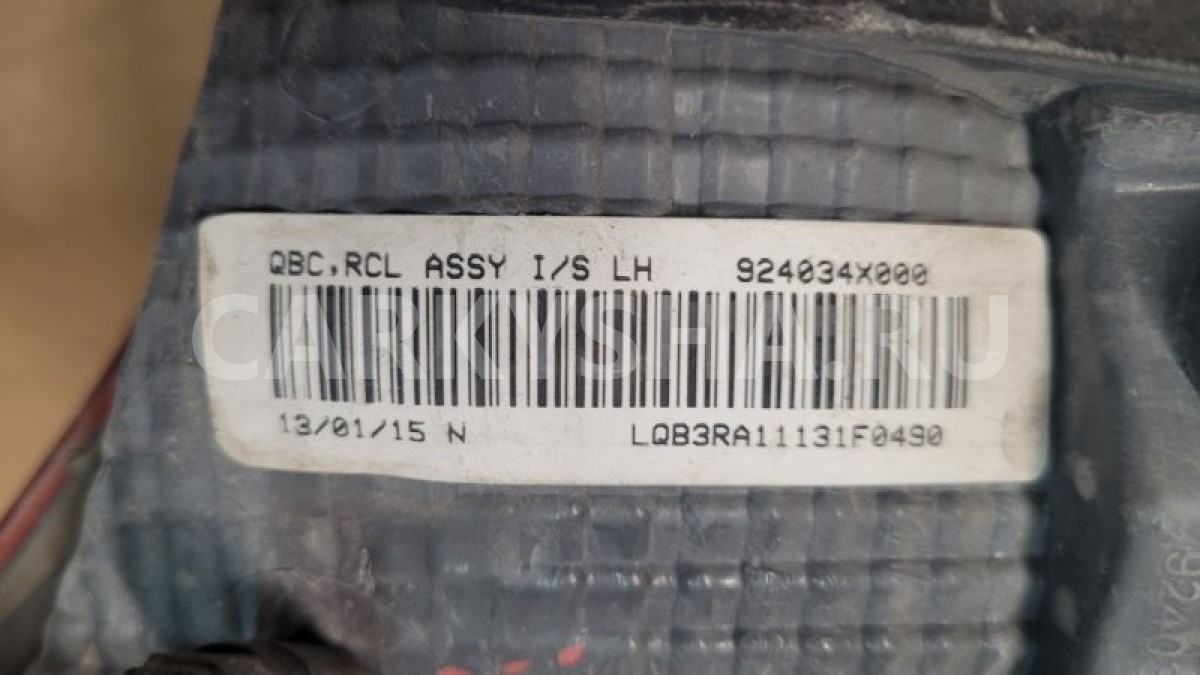 QBC,RCL ASSY I/S LH 924034X000
CARKYSHA.RU
13/01/15 N LQB3RA11131F0490